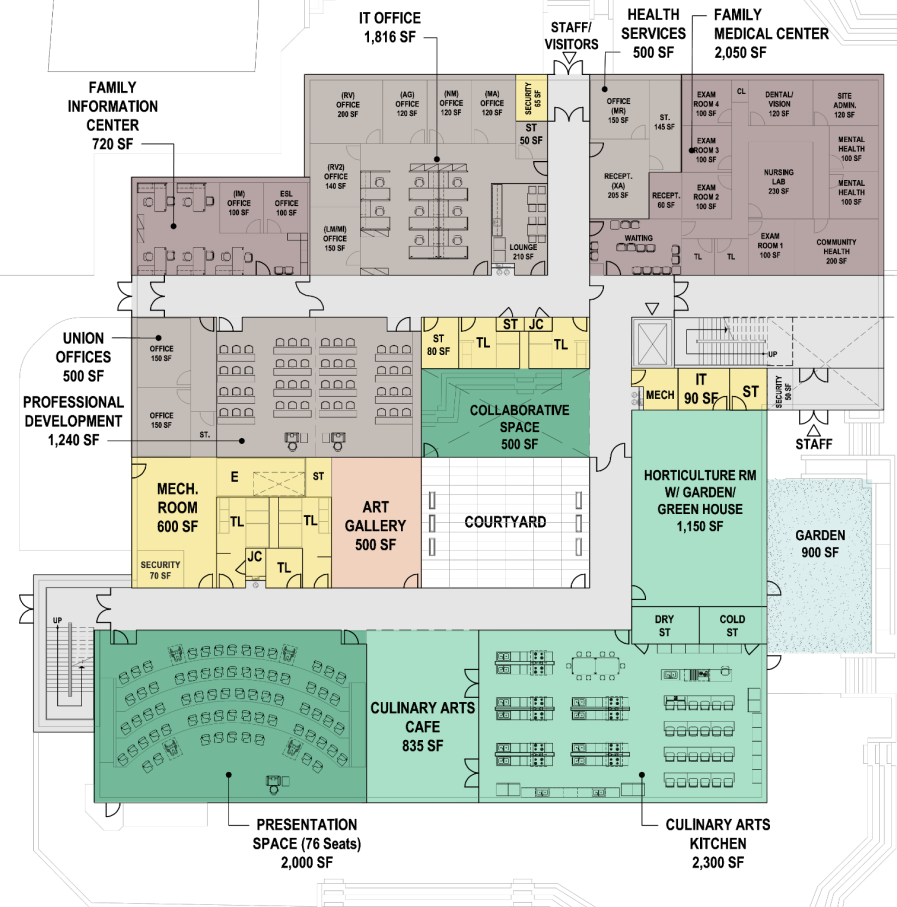 IT OFFICE
1,816 SF
STAFF/
VISITORS
HEALTH
SERVICES
500 SF
FAMILY
MEDICAL CENTER
2,050 SF
FAMILY
INFORMATION
CENTER
720 SF
(RV)
OFFICE
200 SF
(AG)
OFFICE
120 SF
(NM)
OFFICE
120 SF
(MA)
OFFICE
120 SF
SECURITY
65 SF
ST
50 SF
OFFICE
(MR)
150 SF
ST.
145 SF
EXAM
ROOM 4
100 SF
CL
DENTAL/
VISION
120 SF
SITE
ADMIN.
120 SF
EXAM
ROOM 3
100 SF
MENTAL
HEALTH
100 SF
(RV2)
OFFICE
140 SF
RECEPT.
(XA)
205 SF
NURSING
LAB
230 SF
(IM)
OFFICE
100 SF
ESL
OFFICE
100 SF
RECEPT.
60 SF
EXAM
ROOM 2
100 SF
MENTAL
HEALTH
100 SF
(LM/MI)
OFFICE
150 SF
LOUNGE
210 SF
WAITING
TL
TL
EXAM
ROOM 1
100 SF
COMMUNITY
HEALTH
200 SF
UNION
OFFICES
500 SF
OFFICE
150 SF
ST
80 SF
TL
ST
JC
TL
UP
PROFESSIONAL
DEVELOPMENT
1,240 SF
OFFICE
150 SF
ST.
COLLABORATIVE
SPACE
500 SF
MECH
IT
90 SF
ST
SECURITY
50 SF
STAFF
MECH.
ROOM
600 SF
E
ST
TL
TL
JC
TL
SECURITY
70 SF
ART
GALLERY
500 SF
COURTYARD
HORTICULTURE RM
W/ GARDEN/
GREEN HOUSE
1,150 SF
GARDEN
900 SF
UP
DRY
ST
COLD
ST
CULINARY ARTS
CAFE
835 SF
PRESENTATION
SPACE (76 Seats)
2,000 SF
CULINARY ARTS
KITCHEN
2,300 SF